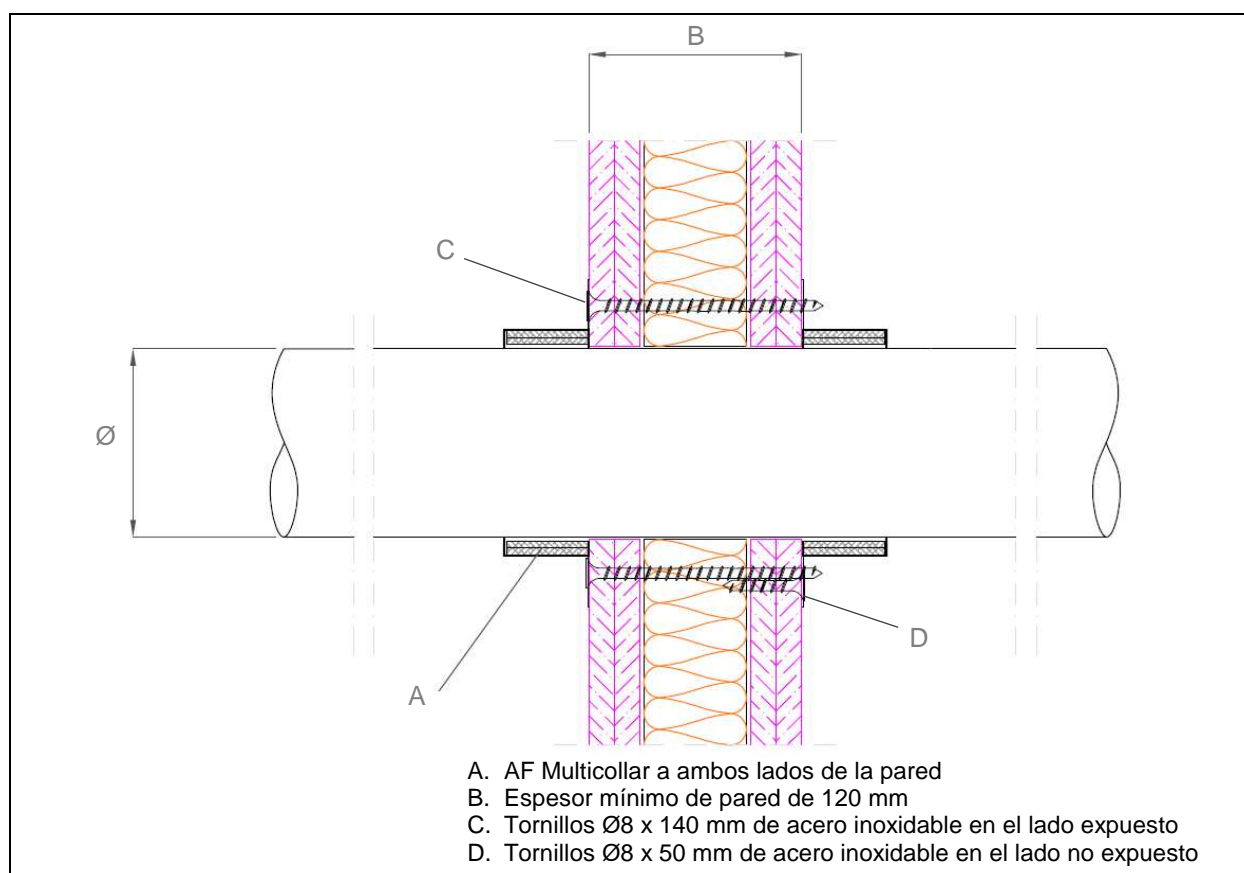 B
C
Ø
D
A
A. AF Multicollar a ambos lados de la pared
B. Espesor mínimo de pared de 120 mm
C. Tornillos Ø8 x 140 mm de acero inoxidable en el lado expuesto
D. Tornillos Ø8 x 50 mm de acero inoxidable en el lado no expuesto